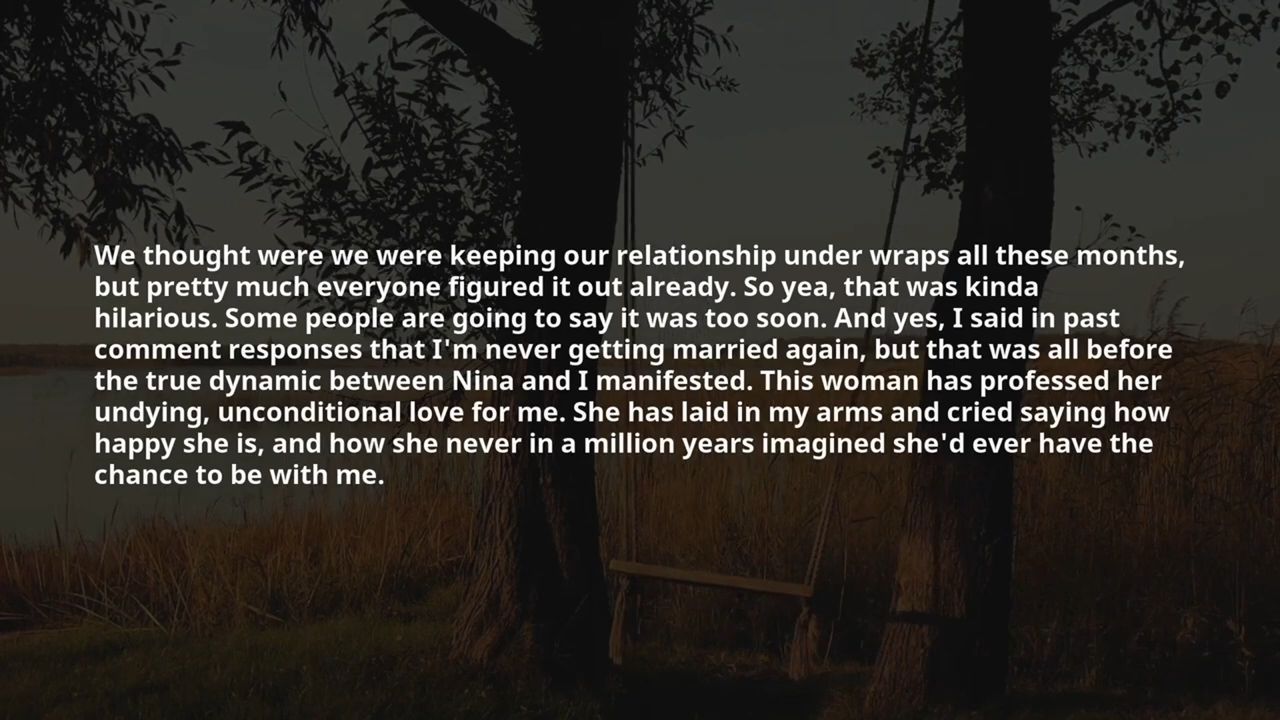 We thought were we were keeping our relationship under wraps all these months,
but pretty much everyone figured it out already. So yea, that was kinda
hilarious. Some people are going to say it was too soon. And yes, I said in past
comment responses that I'm never getting married again, but that was all before
the true dynamic between Nina and I manifested. This woman has professed her
undying, unconditional love for me. She has laid in my arms and cried saying how
happy she is, and how she never in a million years imagined she'd ever have the
chance to be with me.